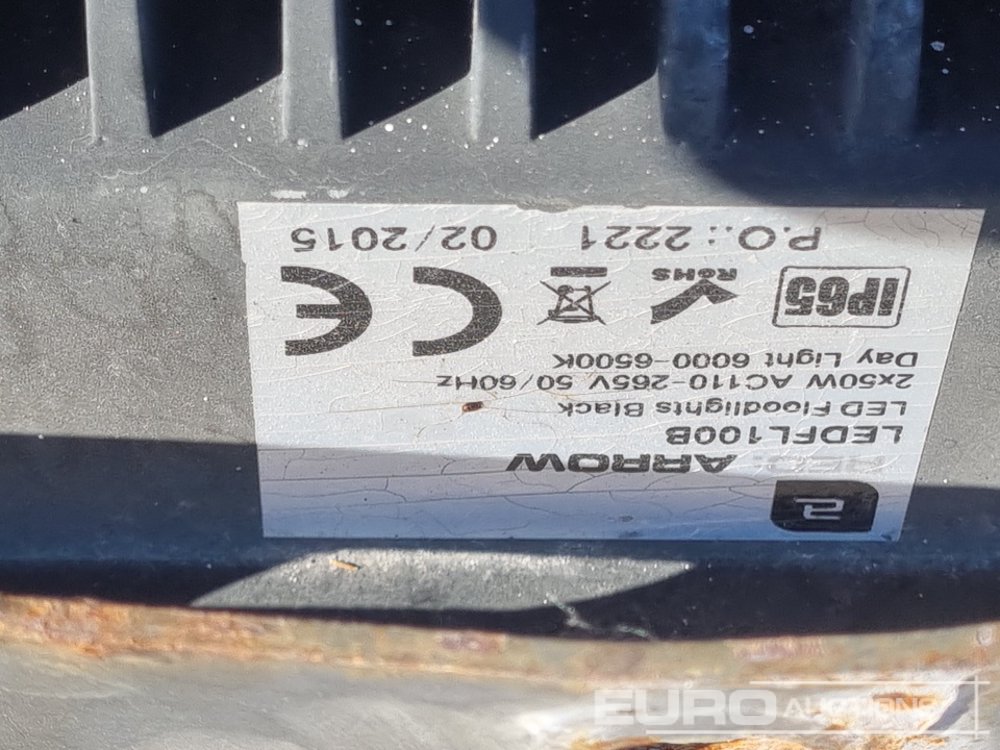 RED ARROW
LEDFL100B
LED Floodlights Black
2x50W AC110-265V 50/60Hz
Day Light 6000-6500K
IP65
RoHS
CE
P.O.: 2221 02/2015
EURO AUCTIONS